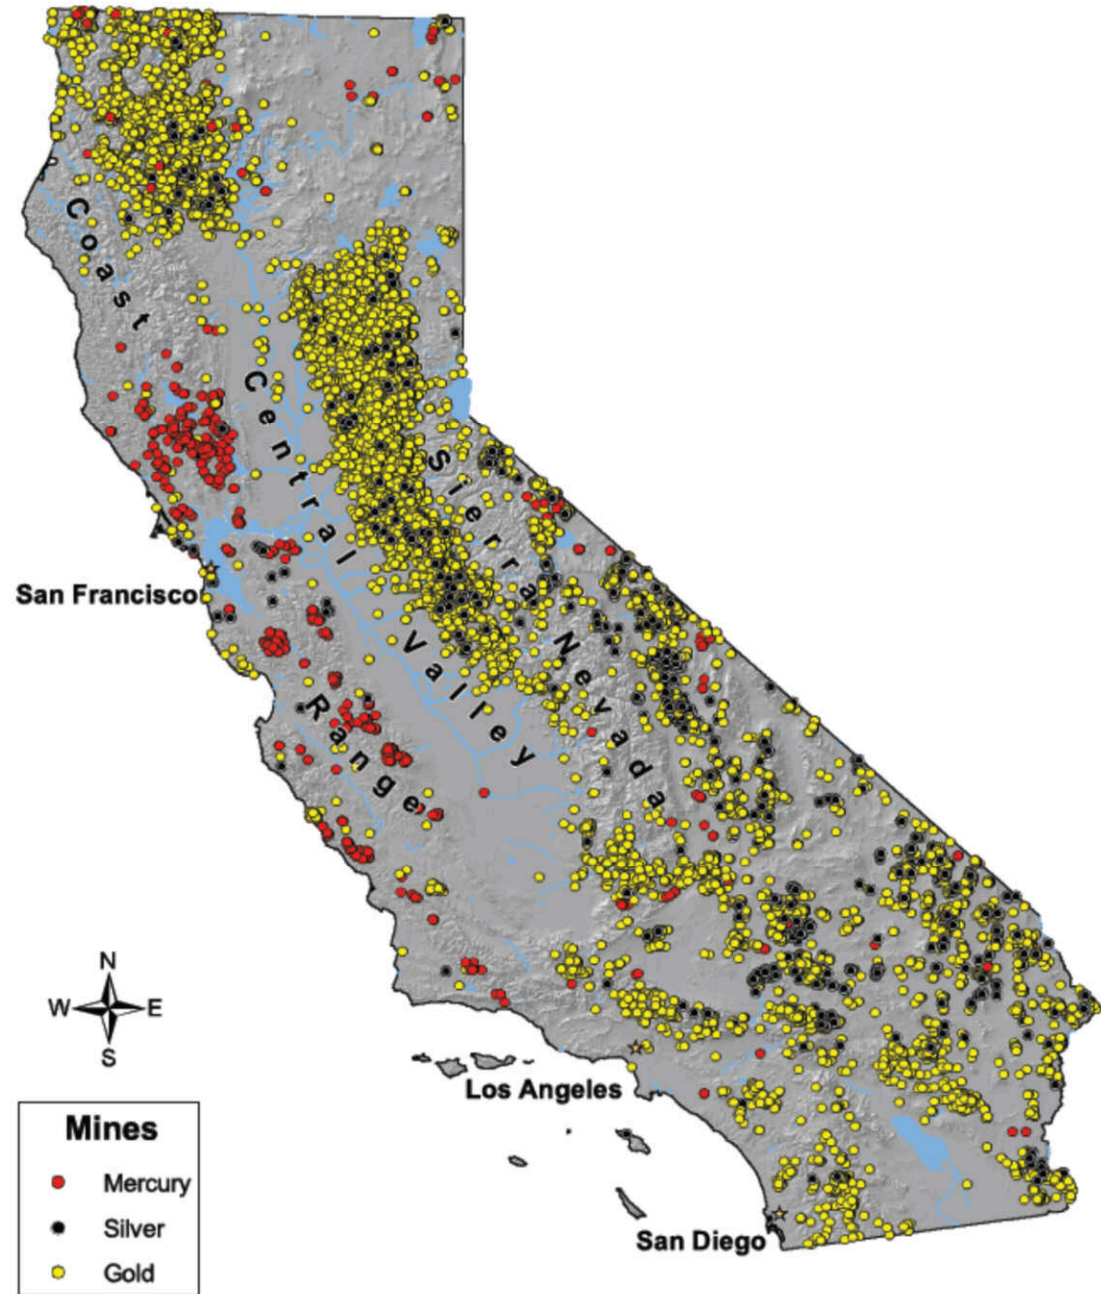 Coast
Central
Sierra
San Francisco
Nevada
Valley
Range
N
W E
S
Los Angeles
Mines
Mercury
Silver
Gold
San Diego